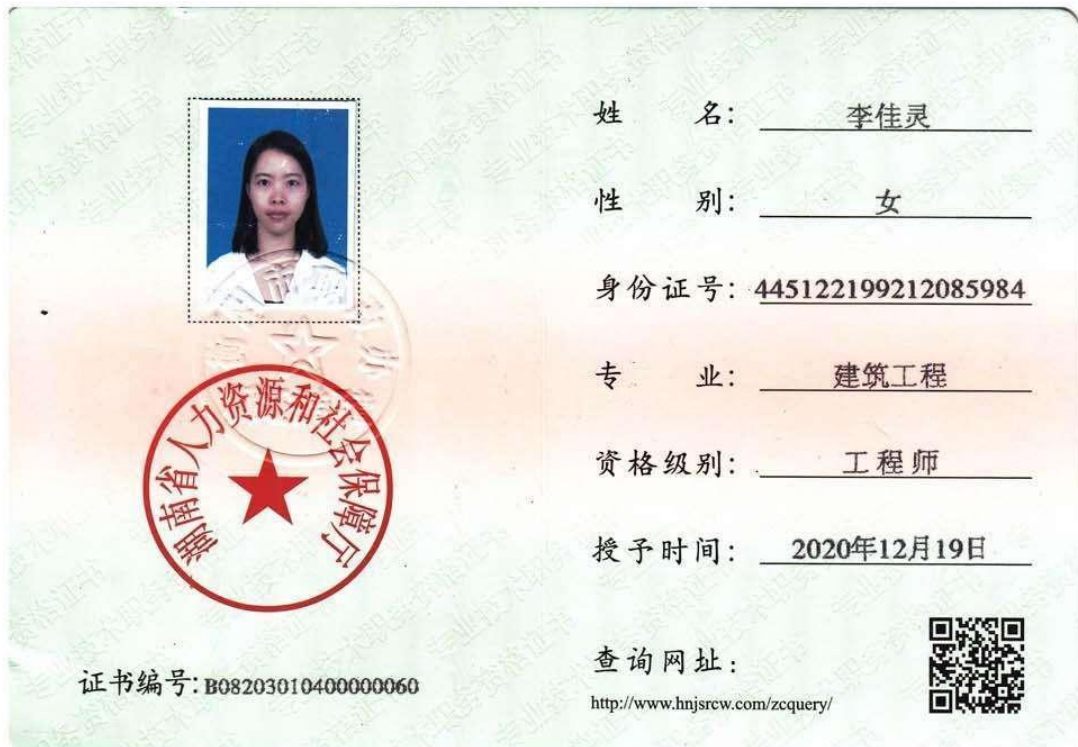 姓名：李佳灵
性别：女
身份证号：445122199212085984
专业：建筑工程
资格级别：工程师
授予时间：2020年12月19日
查询网址：
http://www.hnjsrcw.com/zcquery/
湖南省人力资源和社会保障厅
证书编号：B08203010400000060